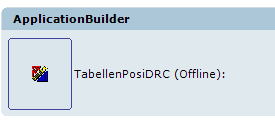 ApplicationBuilder
TabellenPosiDRC (Offline):